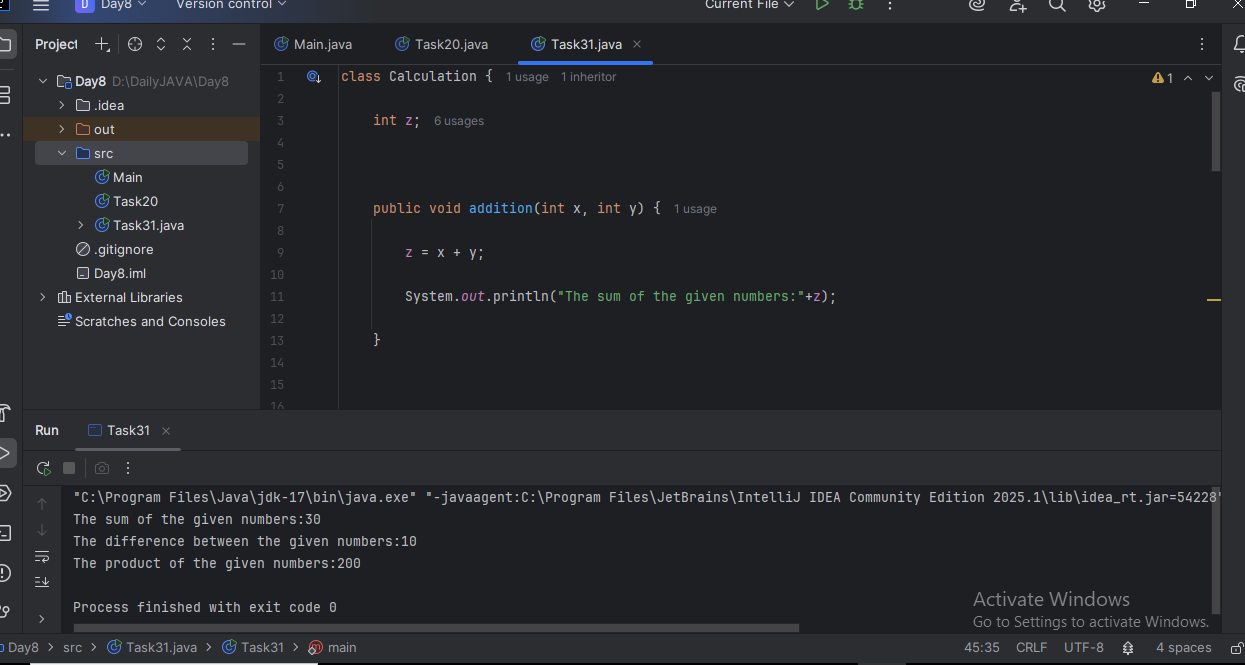 D Day8 Version control Current File
Project
Main.java Task20.java Task31.java
Day8 D:\DailyJAVA\Day8
.idea
out
src
Main
Task20
Task31.java
.gitignore
Day8.iml
External Libraries
Scratches and Consoles
1 class Calculation { 1 usage 1 inheritor
1
2
3 int z; 6 usages
4
5
6
7 public void addition(int x, int y) { 1 usage
8
9 z = x + y;
10
11 System.out.println("The sum of the given numbers:"+z);
12
13 }
14
15
16
Run Task31
"C:\Program Files\Java\jdk-17\bin\java.exe" "-javaagent:C:\Program Files\JetBrains\IntelliJ IDEA Community Edition 2025.1\lib\idea_rt.jar=54228
The sum of the given numbers:30
The difference between the given numbers:10
The product of the given numbers:200
Process finished with exit code 0
Activate Windows
Go to Settings to activate Windows.
Day8 > src > Task31.java > Task31 > main 45:35 CRLF UTF-8 4 spaces